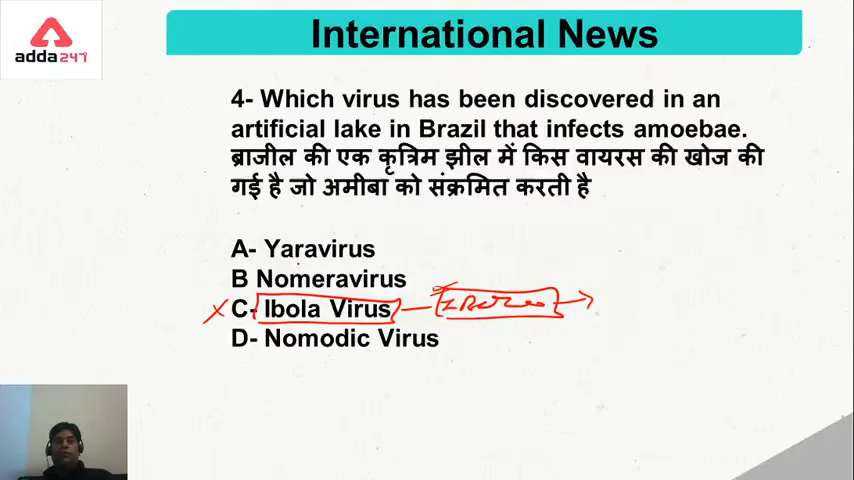 adda247
International News
4- Which virus has been discovered in an
artificial lake in Brazil that infects amoebae.
ब्राजील की एक कृत्रिम झील में किस वायरस की खोज की
गई है जो अमीबा को संक्रमित करती है
A- Yaravirus
B Nomeravirus
C- Ibola Virus
D- Nomodic Virus